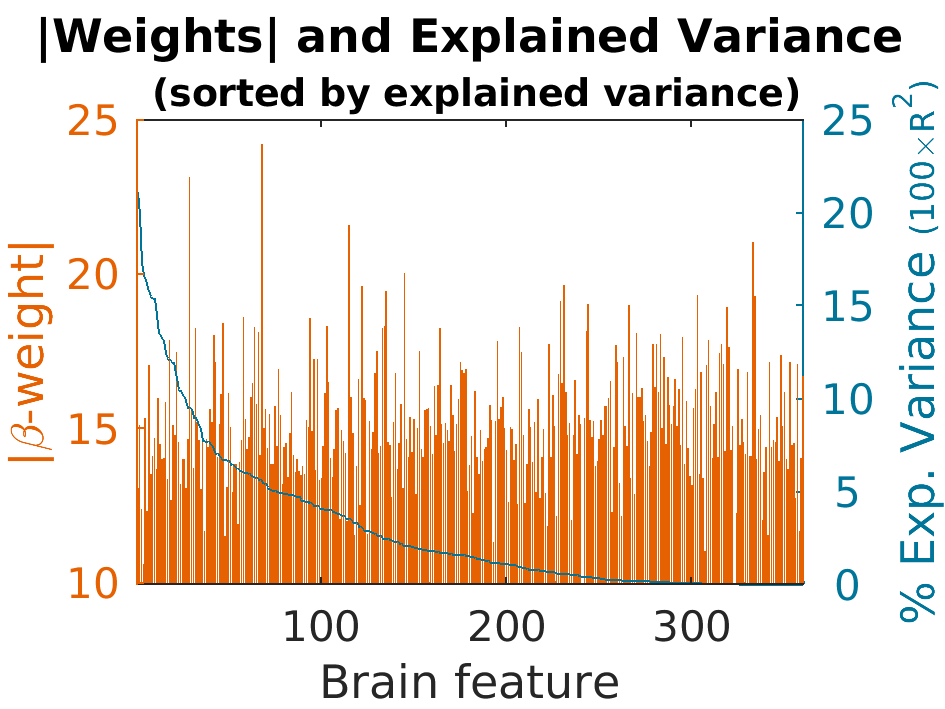 |Weights| and Explained Variance
(sorted by explained variance)
25
20
15
10
|β-weight|
25
20
15
10
5
0
% Exp. Variance (100×R²)
100
200
300
Brain feature